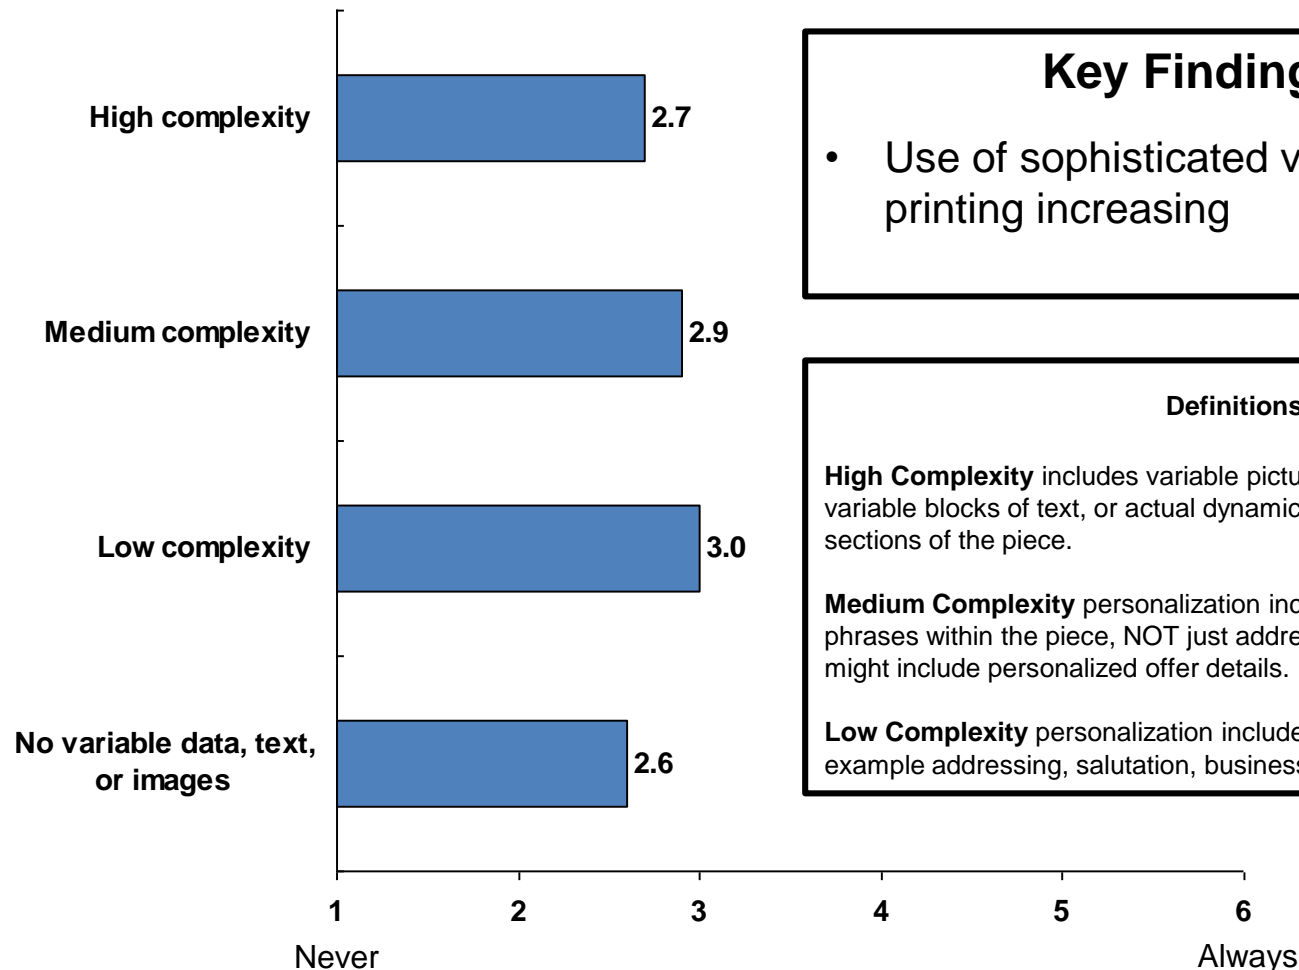 High complexity
2.7
Medium complexity
2.9
Low complexity
3.0
No variable data, text,
or images
2.6
1 2 3 4 5 6
Never Always
Key Finding
• Use of sophisticated v
printing increasing
Definitions
High Complexity includes variable pictu
variable blocks of text, or actual dynamic
sections of the piece.
Medium Complexity personalization inc
phrases within the piece, NOT just addre
might include personalized offer details.
Low Complexity personalization include
example addressing, salutation, business